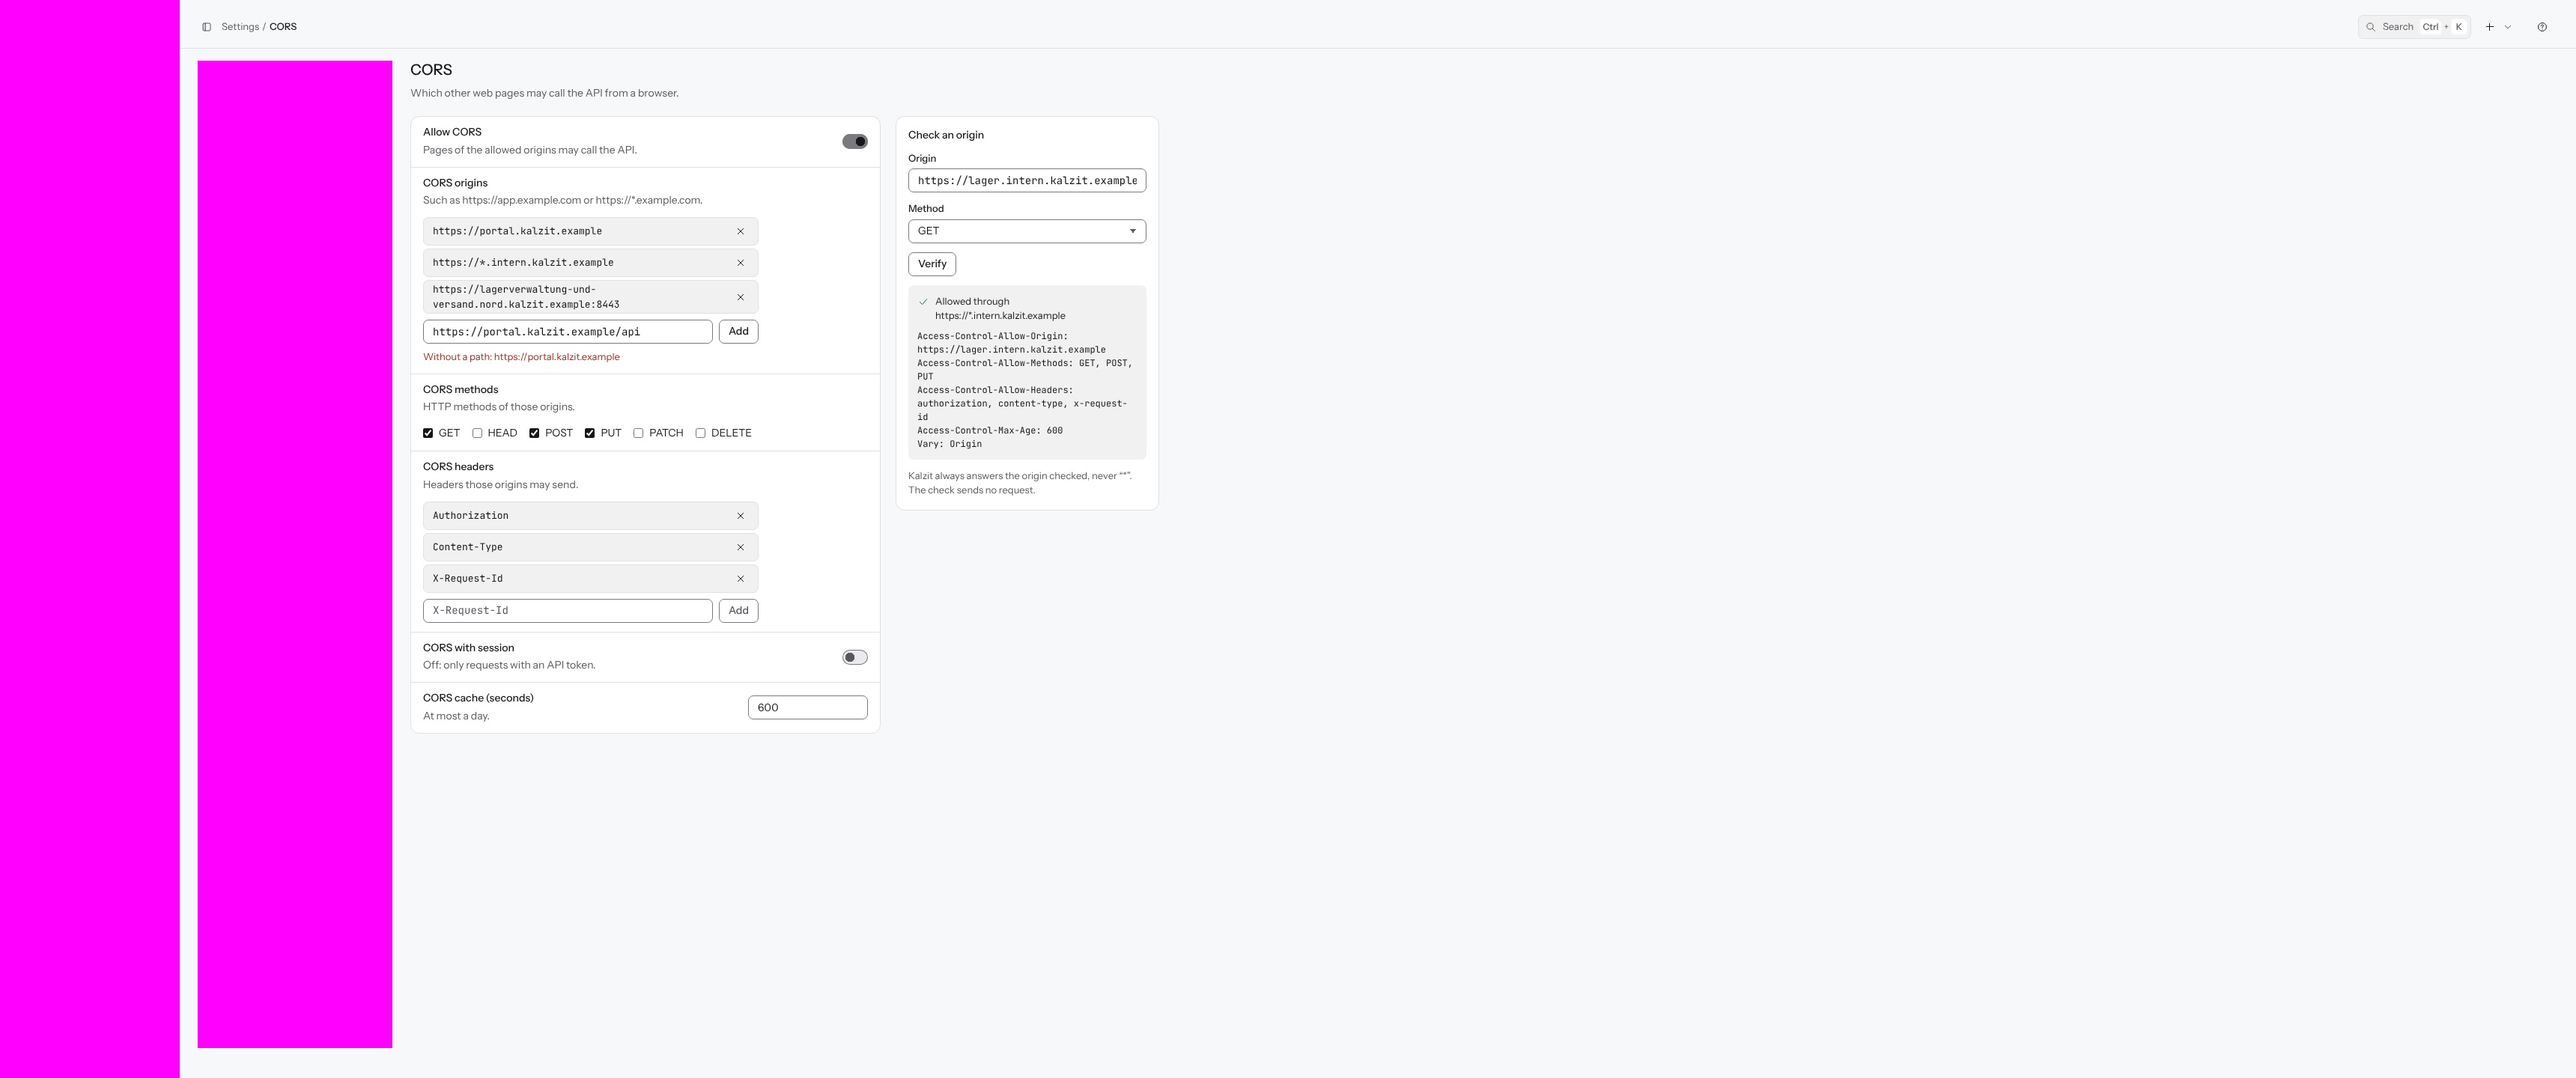 Settings / CORS
Search Ctrl + K
CORS
Which other web pages may call the API from a browser.
Allow CORS
Pages of the allowed origins may call the API.
CORS origins
Such as https://app.example.com or https://*.example.com.
https://portal.kalzit.example
https://*.intern.kalzit.example
https://lagerverwaltung-und-
versand.nord.kalzit.example:8443
https://portal.kalzit.example/api
Add
Without a path: https://portal.kalzit.example
CORS methods
HTTP methods of those origins.
GET HEAD POST PUT PATCH DELETE
CORS headers
Headers those origins may send.
Authorization
Content-Type
X-Request-Id
X-Request-Id
Add
CORS with session
Off: only requests with an API token.
CORS cache (seconds)
At most a day.
600
Check an origin
Origin
https://lager.intern.kalzit.example
Method
GET
Verify
Allowed through
https://*.intern.kalzit.example
Access-Control-Allow-Origin:
https://lager.intern.kalzit.example
Access-Control-Allow-Methods: GET, POST,
PUT
Access-Control-Allow-Headers:
authorization, content-type, x-request-
id
Access-Control-Max-Age: 600
Vary: Origin
Kalzit always answers the origin checked, never “*”.
The check sends no request.